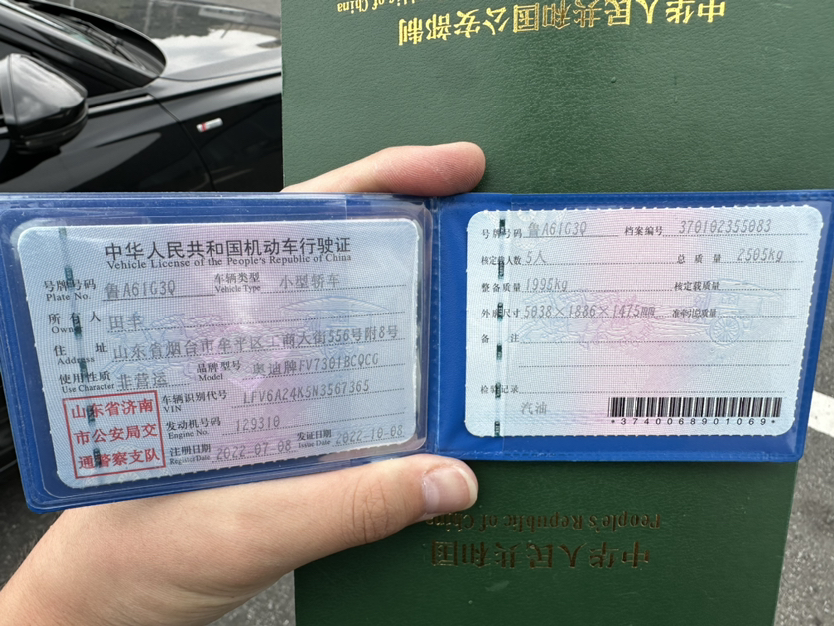 中华人民共和国公安部制
中华人民共和国机动车行驶证
Vehicle License of the People's Republic of China
号牌号码 Plate No. 鲁A61G3Q 车辆类型 Vehicle Type 小型轿车
所有人 Owner 田丰
住址 Address 山东省烟台市牟平区工商大街556号附8号
使用性质 Use Character 非营运 品牌型号 Model 奥迪牌FV7301BCQCG
车辆识别代号 VIN LFV6A24K5N3567365
发动机号码 Engine No. 129310
注册日期 Register Date 2022-07-08 发证日期 Issue Date 2022-10-08
山东省济南
市公安局交
通警察支队
号牌号码 鲁A61G3Q 档案编号 370102355083
核定载人数 5人 总质量 2505kg
整备质量 1995kg 核定载质量
外廓尺寸 5038×1886×1475mm 准牵引总质量
备注
检验记录
汽油
*3740068901069*
People's Republic of China
中华人民共和国